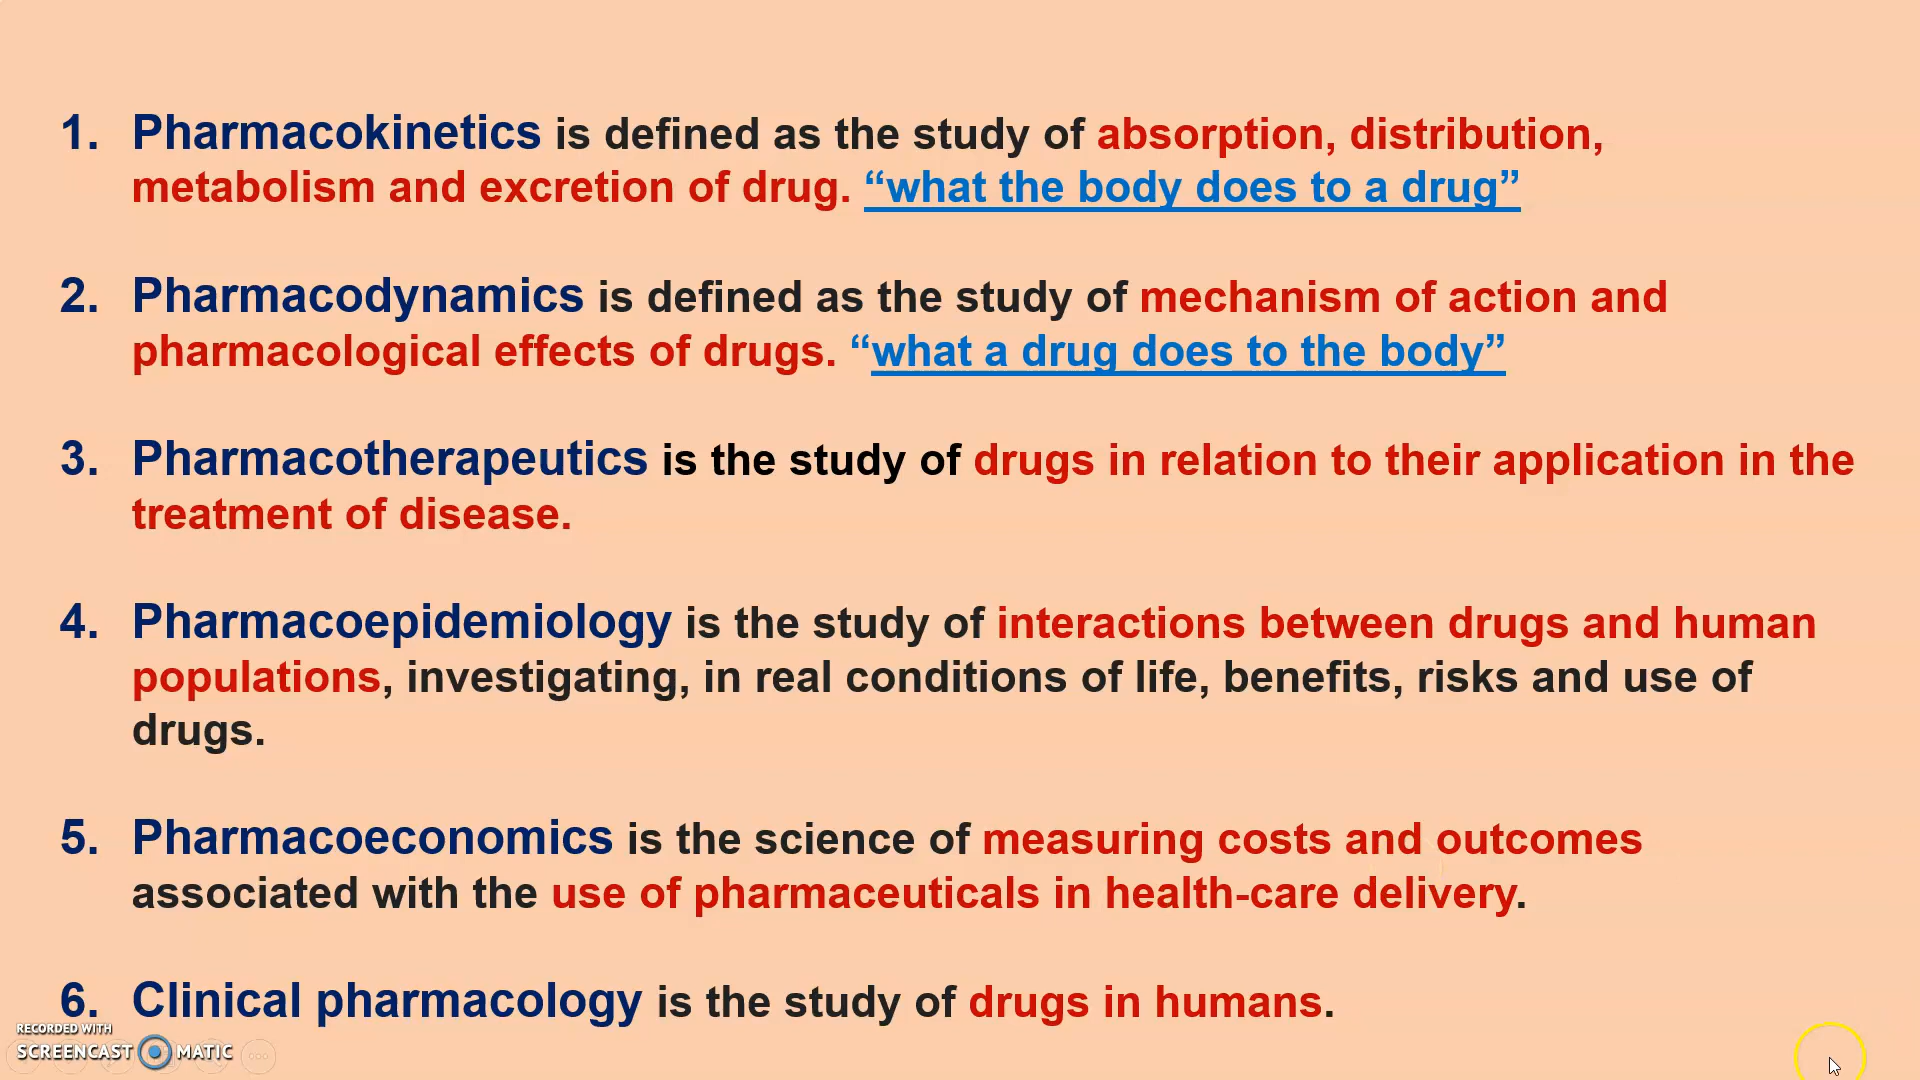 1. Pharmacokinetics is defined as the study of absorption, distribution,
metabolism and excretion of drug. “what the body does to a drug”
2. Pharmacodynamics is defined as the study of mechanism of action and
pharmacological effects of drugs. “what a drug does to the body”
3. Pharmacotherapeutics is the study of drugs in relation to their application in the
treatment of disease.
4. Pharmacoepidemiology is the study of interactions between drugs and human
populations, investigating, in real conditions of life, benefits, risks and use of
drugs.
5. Pharmacoeconomics is the science of measuring costs and outcomes
associated with the use of pharmaceuticals in health-care delivery.
6. Clinical pharmacology is the study of drugs in humans.
RECORDED WITH
SCREENCAST MATIC